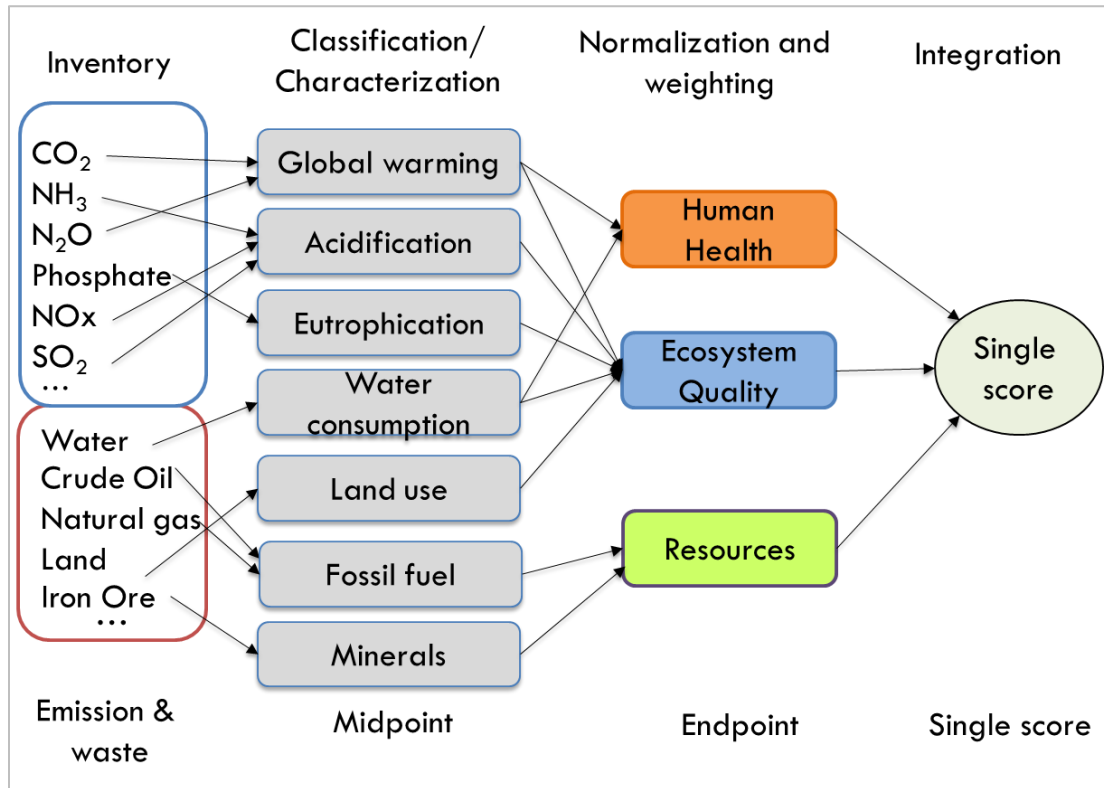 Inventory
Classification/
Characterization
Normalization and
weighting
Integration
CO₂
NH₃
N₂O
Phosphate
NOx
SO₂
...
Water
Crude Oil
Natural gas
Land
Iron Ore
...
Global warming
Acidification
Eutrophication
Water
consumption
Land use
Fossil fuel
Minerals
Human
Health
Ecosystem
Quality
Resources
Single
score
Emission &
waste
Midpoint
Endpoint
Single score